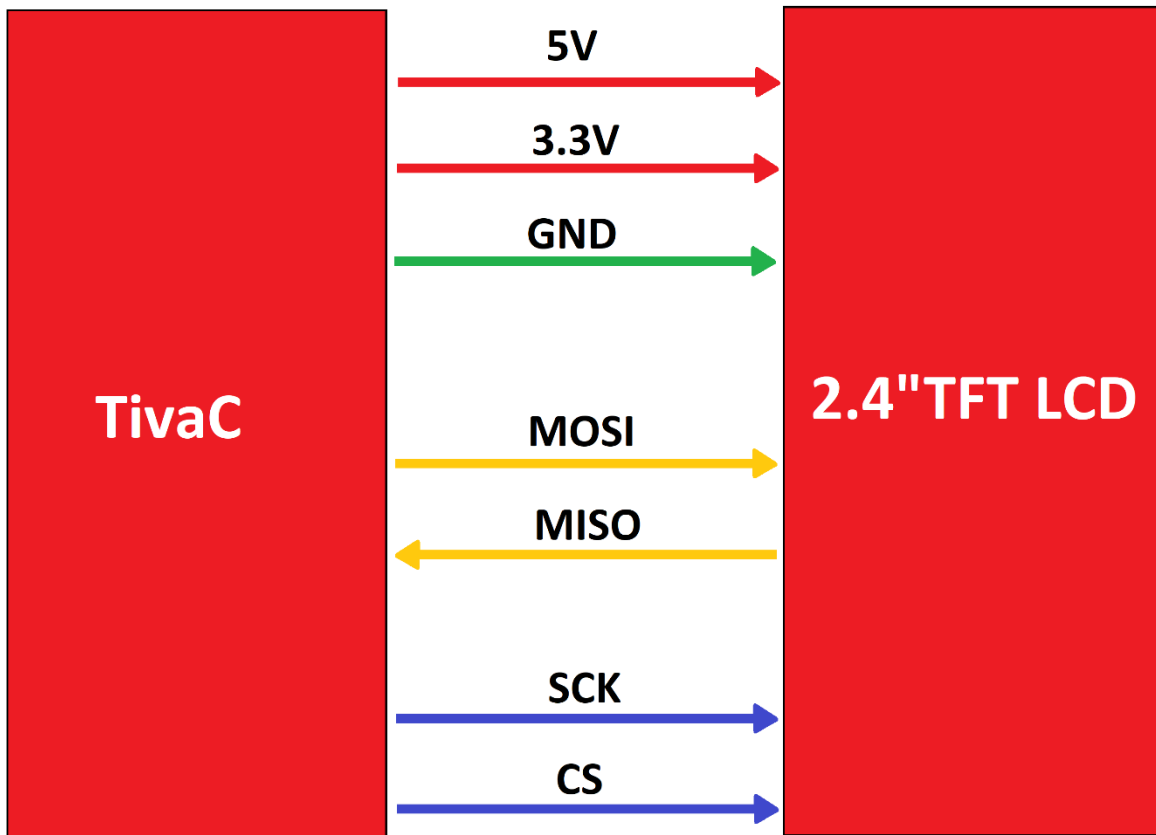 5V
3.3V
GND
TivaC
2.4"TFT LCD
MOSI
MISO
SCK
CS